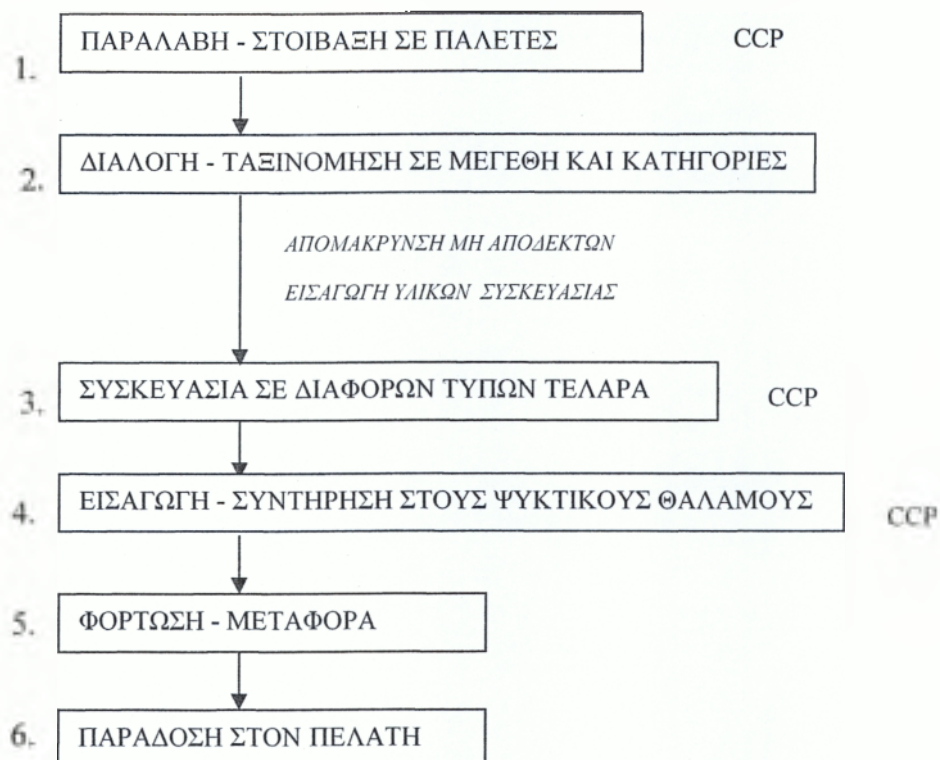 1. ΠΑΡΑΛΑΒΗ - ΣΤΟΙΒΑΞΗ ΣΕ ΠΑΛΕΤΕΣ CCP
2. ΔΙΑΛΟΓΗ - ΤΑΞΙΝΟΜΗΣΗ ΣΕ ΜΕΓΕΘΗ ΚΑΙ ΚΑΤΗΓΟΡΙΕΣ
ΑΠΟΜΑΚΡΥΝΣΗ ΜΗ ΑΠΟΔΕΚΤΩΝ
ΕΙΣΑΓΩΓΗ ΥΛΙΚΩΝ ΣΥΣΚΕΥΑΣΙΑΣ
3. ΣΥΣΚΕΥΑΣΙΑ ΣΕ ΔΙΑΦΟΡΩΝ ΤΥΠΩΝ ΤΕΛΑΡΑ CCP
4. ΕΙΣΑΓΩΓΗ - ΣΥΝΤΗΡΗΣΗ ΣΤΟΥΣ ΨΥΚΤΙΚΟΥΣ ΘΑΛΑΜΟΥΣ CCP
5. ΦΟΡΤΩΣΗ - ΜΕΤΑΦΟΡΑ
6. ΠΑΡΑΔΟΣΗ ΣΤΟΝ ΠΕΛΑΤΗ